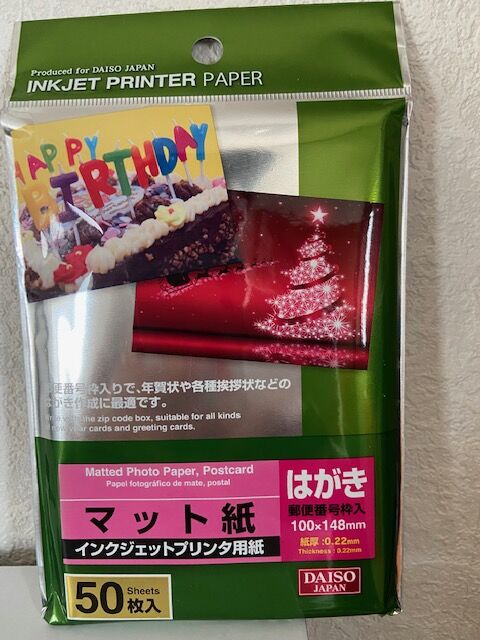 Produced for DAISO JAPAN
INKJET PRINTER PAPER
HAPPY
BIRTHDAY
便番号枠入りで、年賀状や各種挨拶状などの
はがき作成に最適です。
the zip code box, suitable for all kinds
year cards and greeting cards.
Matted Photo Paper, Postcard
Papel fotográfico de mate, postal
マット紙
インクジェットプリンタ用紙
はがき
郵便番号枠入
100×148mm
紙厚:0.22mm
Thickness:0.22mm
50 Sheets
枚入
DAISO
JAPAN